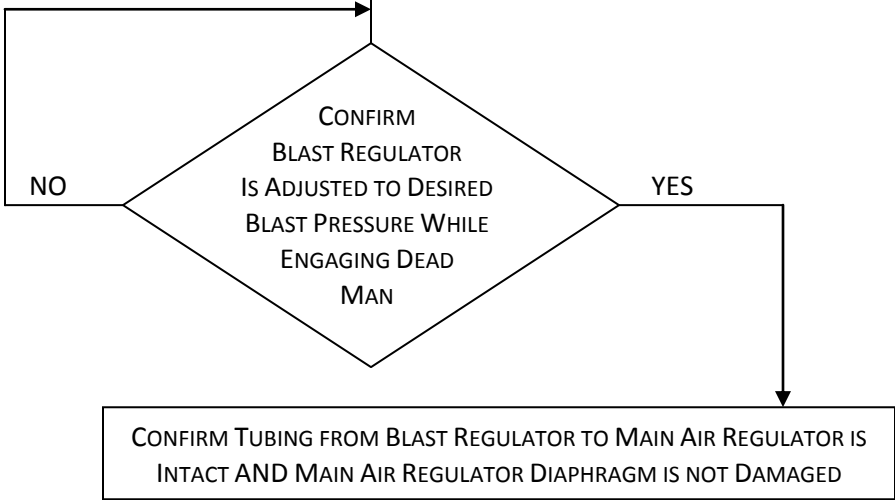 Confirm
Blast Regulator
Is Adjusted to Desired
Blast Pressure While
Engaging Dead
Man
NO
YES
Confirm Tubing from Blast Regulator to Main Air Regulator is
Intact AND Main Air Regulator Diaphragm is not Damaged